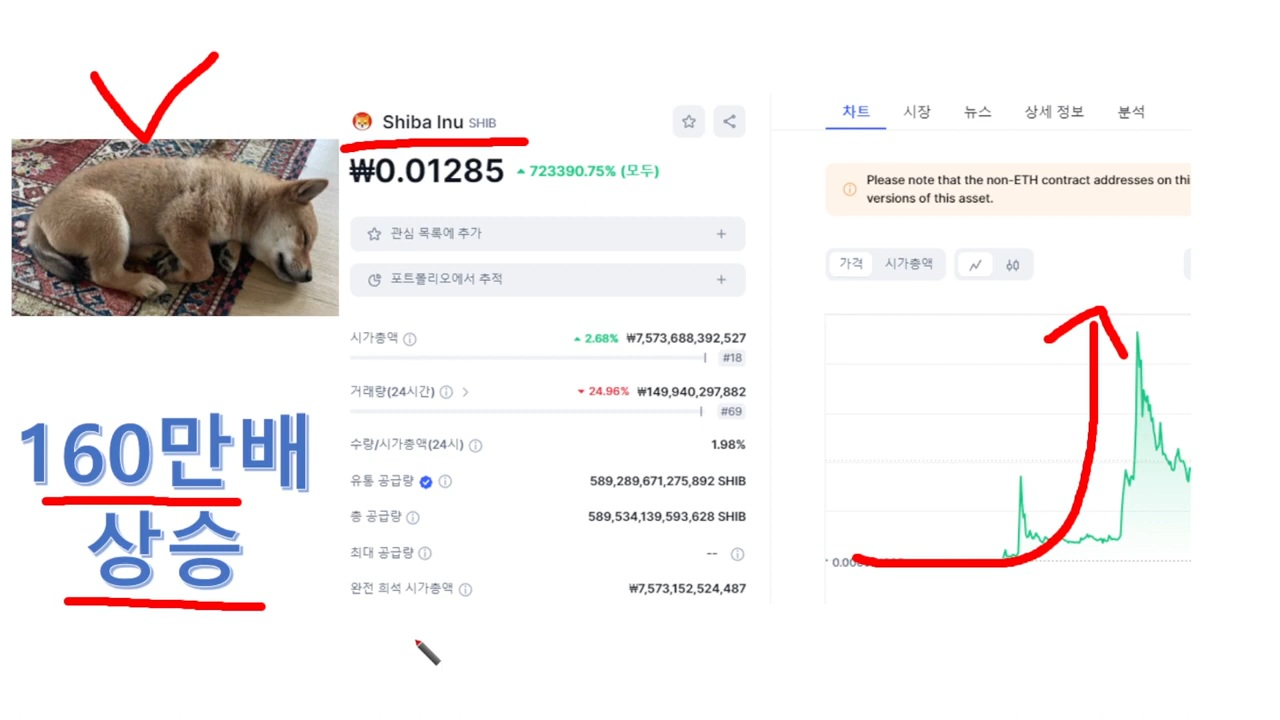 Shiba Inu SHIB
₩0.01285 723390.75% (모두)
관심 목록에 추가 +
포트폴리오에서 추적 +
시가총액 2.68% ₩7,573,688,392,527
#18
거래량(24시간) 24.96% ₩149,940,297,882
#69
수량/시가총액(24시) 1.98%
유통 공급량 589,289,671,275,892 SHIB
총 공급량 589,534,139,593,628 SHIB
최대 공급량 --
완전 희석 시가총액 ₩7,573,152,524,487
160만배
상승
차트 시장 뉴스 상세 정보 분석
Please note that the non-ETH contract addresses on thi
versions of this asset.
가격 시가총액